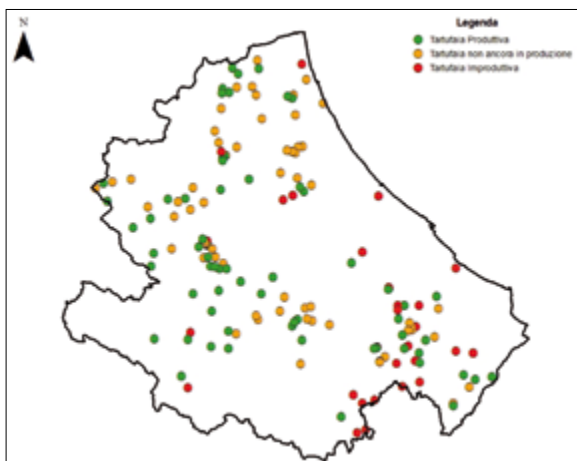 N
Legenda
Tartufaia Produttiva
Tartufaia non ancora in produzione
Tartufaia Improduttiva